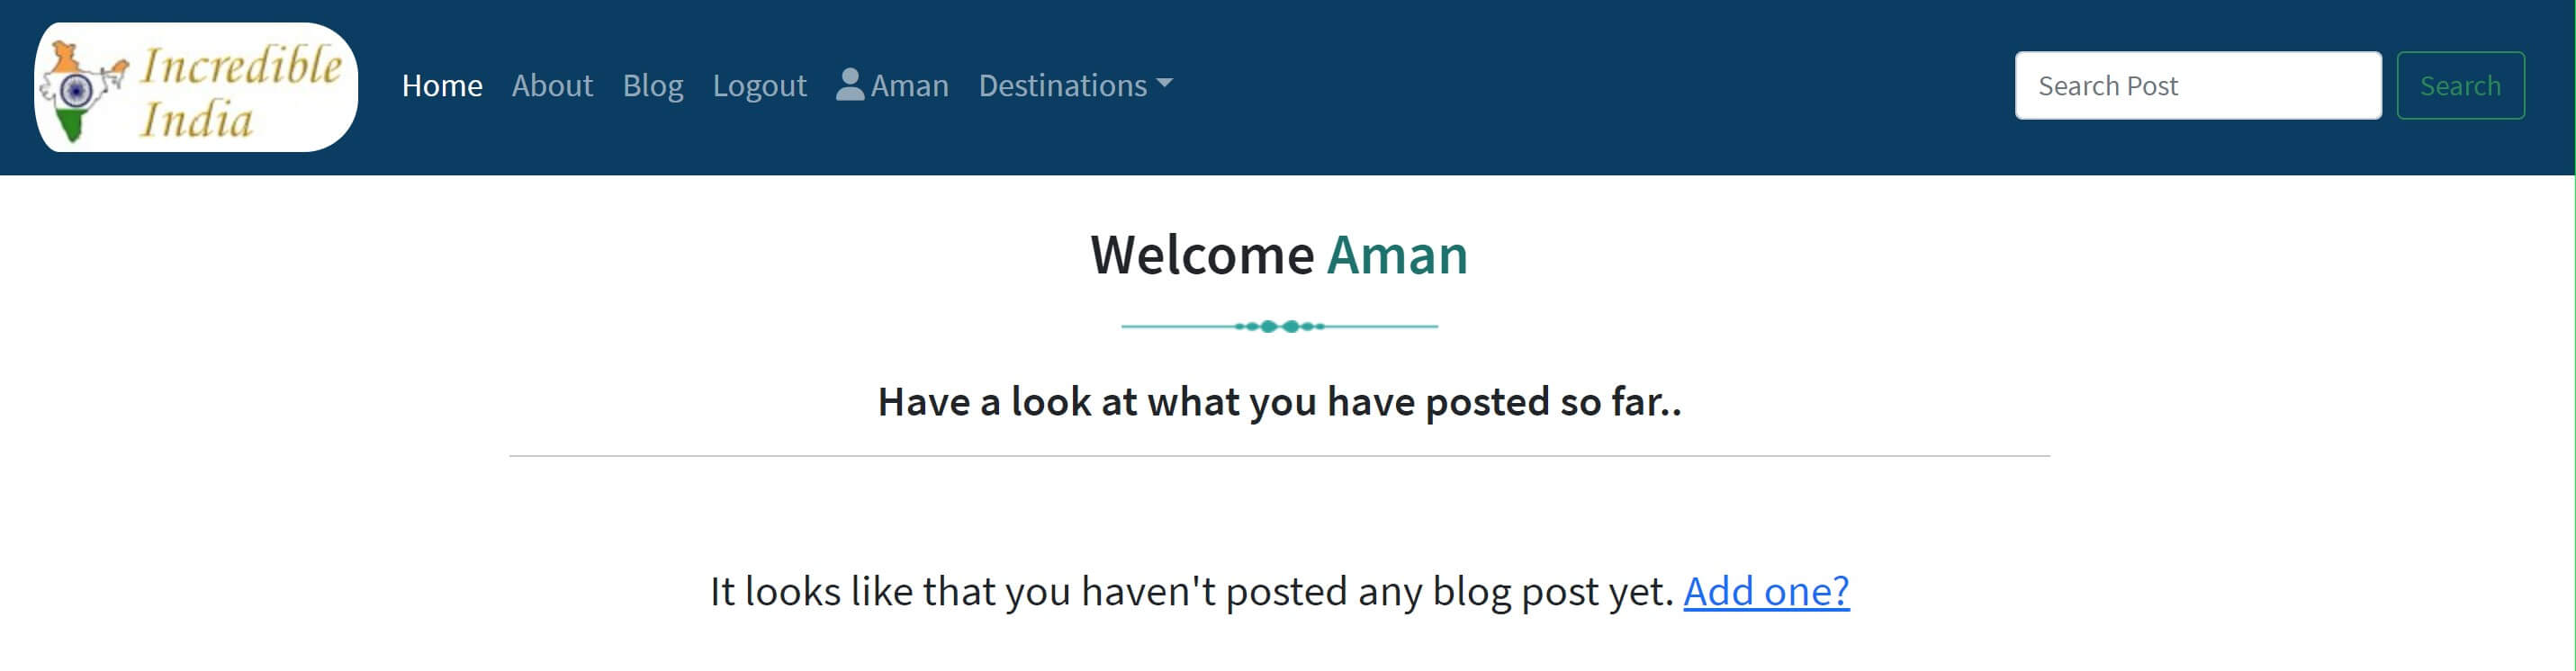 Incredible
India
Home About Blog Logout Aman Destinations Search Post Search
Welcome Aman
Have a look at what you have posted so far..
It looks like that you haven't posted any blog post yet. Add one?